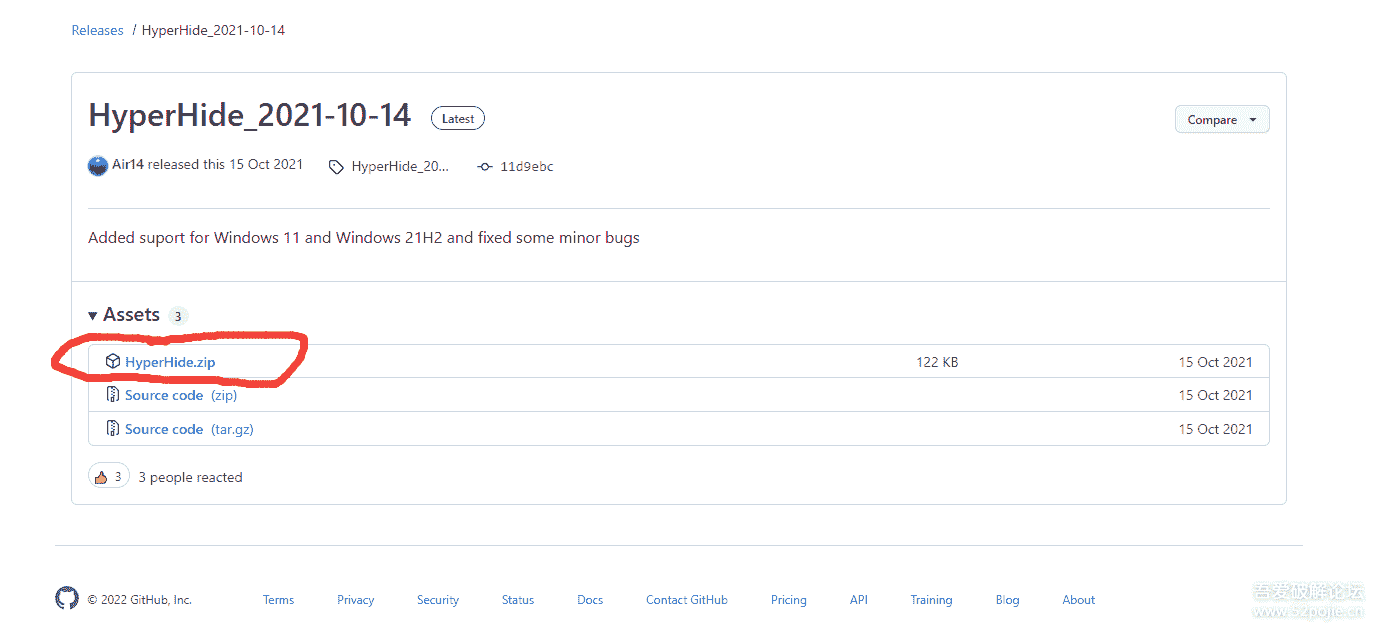 Releases / HyperHide_2021-10-14
HyperHide_2021-10-14 Latest
Compare
Air14 released this 15 Oct 2021 HyperHide_20... 11d9ebc
Added suport for Windows 11 and Windows 21H2 and fixed some minor bugs
Assets 3
HyperHide.zip 122 KB 15 Oct 2021
Source code (zip) 15 Oct 2021
Source code (tar.gz) 15 Oct 2021
3 3 people reacted
© 2022 GitHub, Inc. Terms Privacy Security Status Docs Contact GitHub Pricing API Training Blog About
吾爱破解论坛
www.52pojie.cn